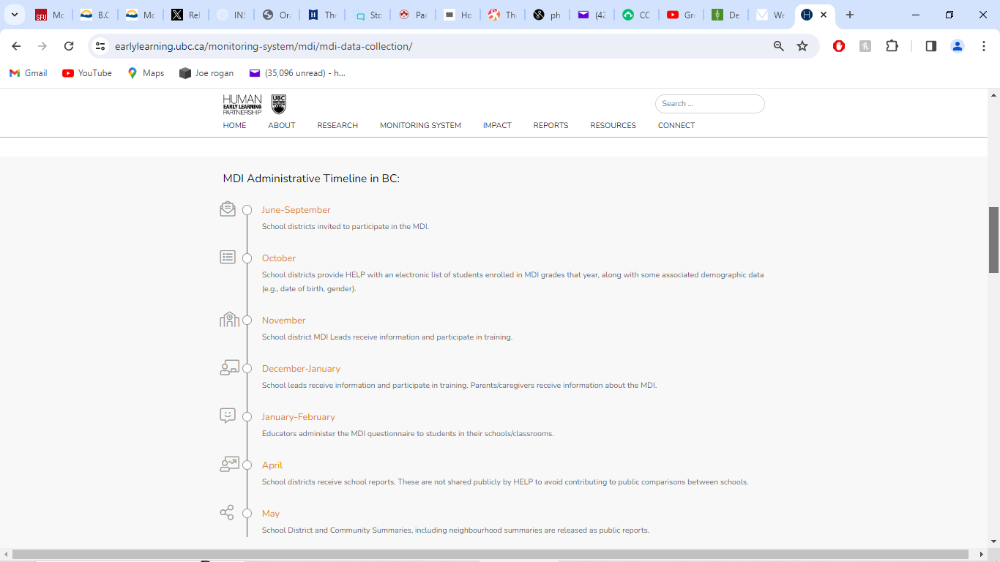 SFU
Mc
B.C
Mc
Rel
INS
Ora
The
Stc
Par
Ho
The
ph
(42
CC
Gr
De
We
earlylearning.ubc.ca/monitoring-system/mdi/mdi-data-collection/
Gmail
YouTube
Maps
Joe rogan
(35,096 unread) - h...
HUMAN
EARLY LEARNING
PARTNERSHIP
UBC
Search ...
HOME
ABOUT
RESEARCH
MONITORING SYSTEM
IMPACT
REPORTS
RESOURCES
CONNECT
MDI Administrative Timeline in BC:
June-September
School districts invited to participate in the MDI.
October
School districts provide HELP with an electronic list of students enrolled in MDI grades that year, along with some associated demographic data
(e.g., date of birth, gender).
November
School district MDI Leads receive information and participate in training.
December-January
School leads receive information and participate in training. Parents/caregivers receive information about the MDI.
January-February
Educators administer the MDI questionnaire to students in their schools/classrooms.
April
School districts receive school reports. These are not shared publicly by HELP to avoid contributing to public comparisons between schools.
May
School District and Community Summaries, including neighbourhood summaries are released as public reports.